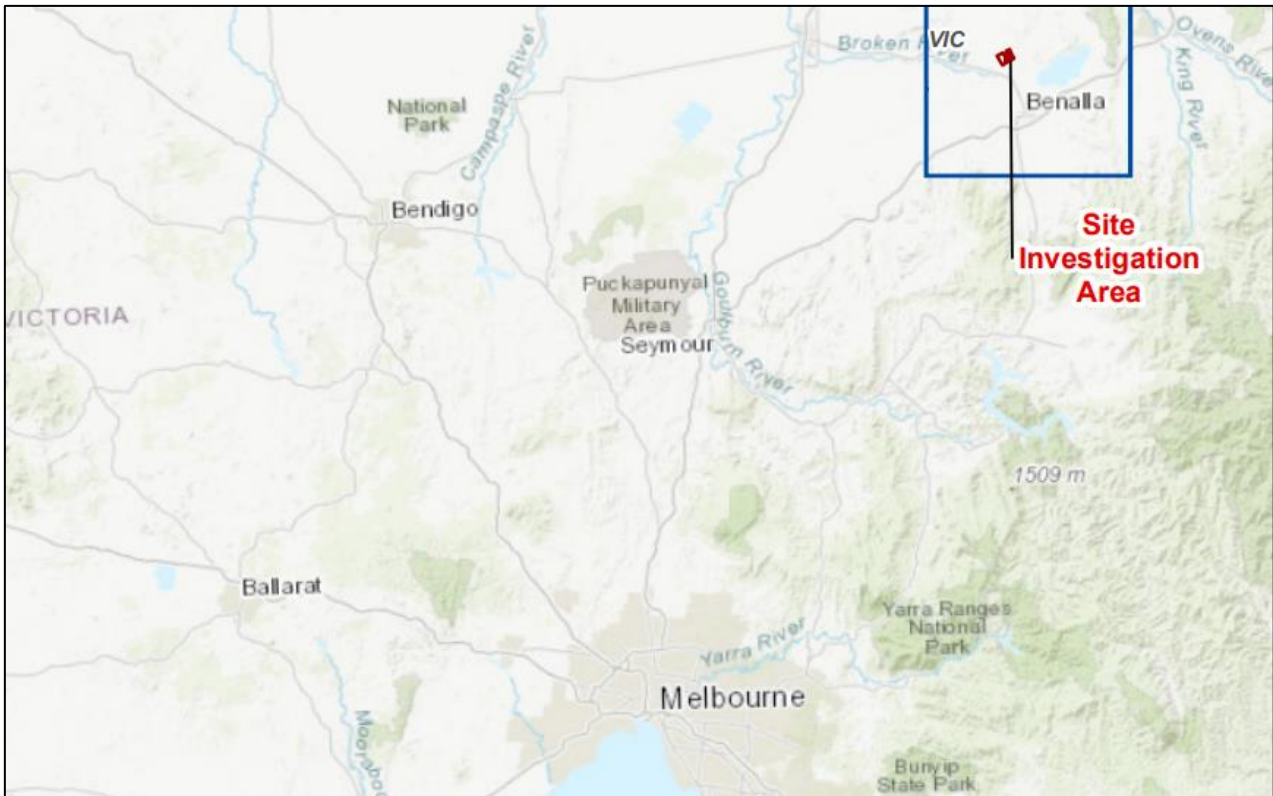 Broken River
VIC
Ovens River
King River
National
Park
Campaspe River
Benalla
Bendigo
Site
Investigation
Area
Puckapunyal
Military
Area
Seymour
Goulburn River
VICTORIA
1509 m
Ballarat
Yarra Ranges
National
Park
Yarra River
Melbourne
Bunyip
State Park